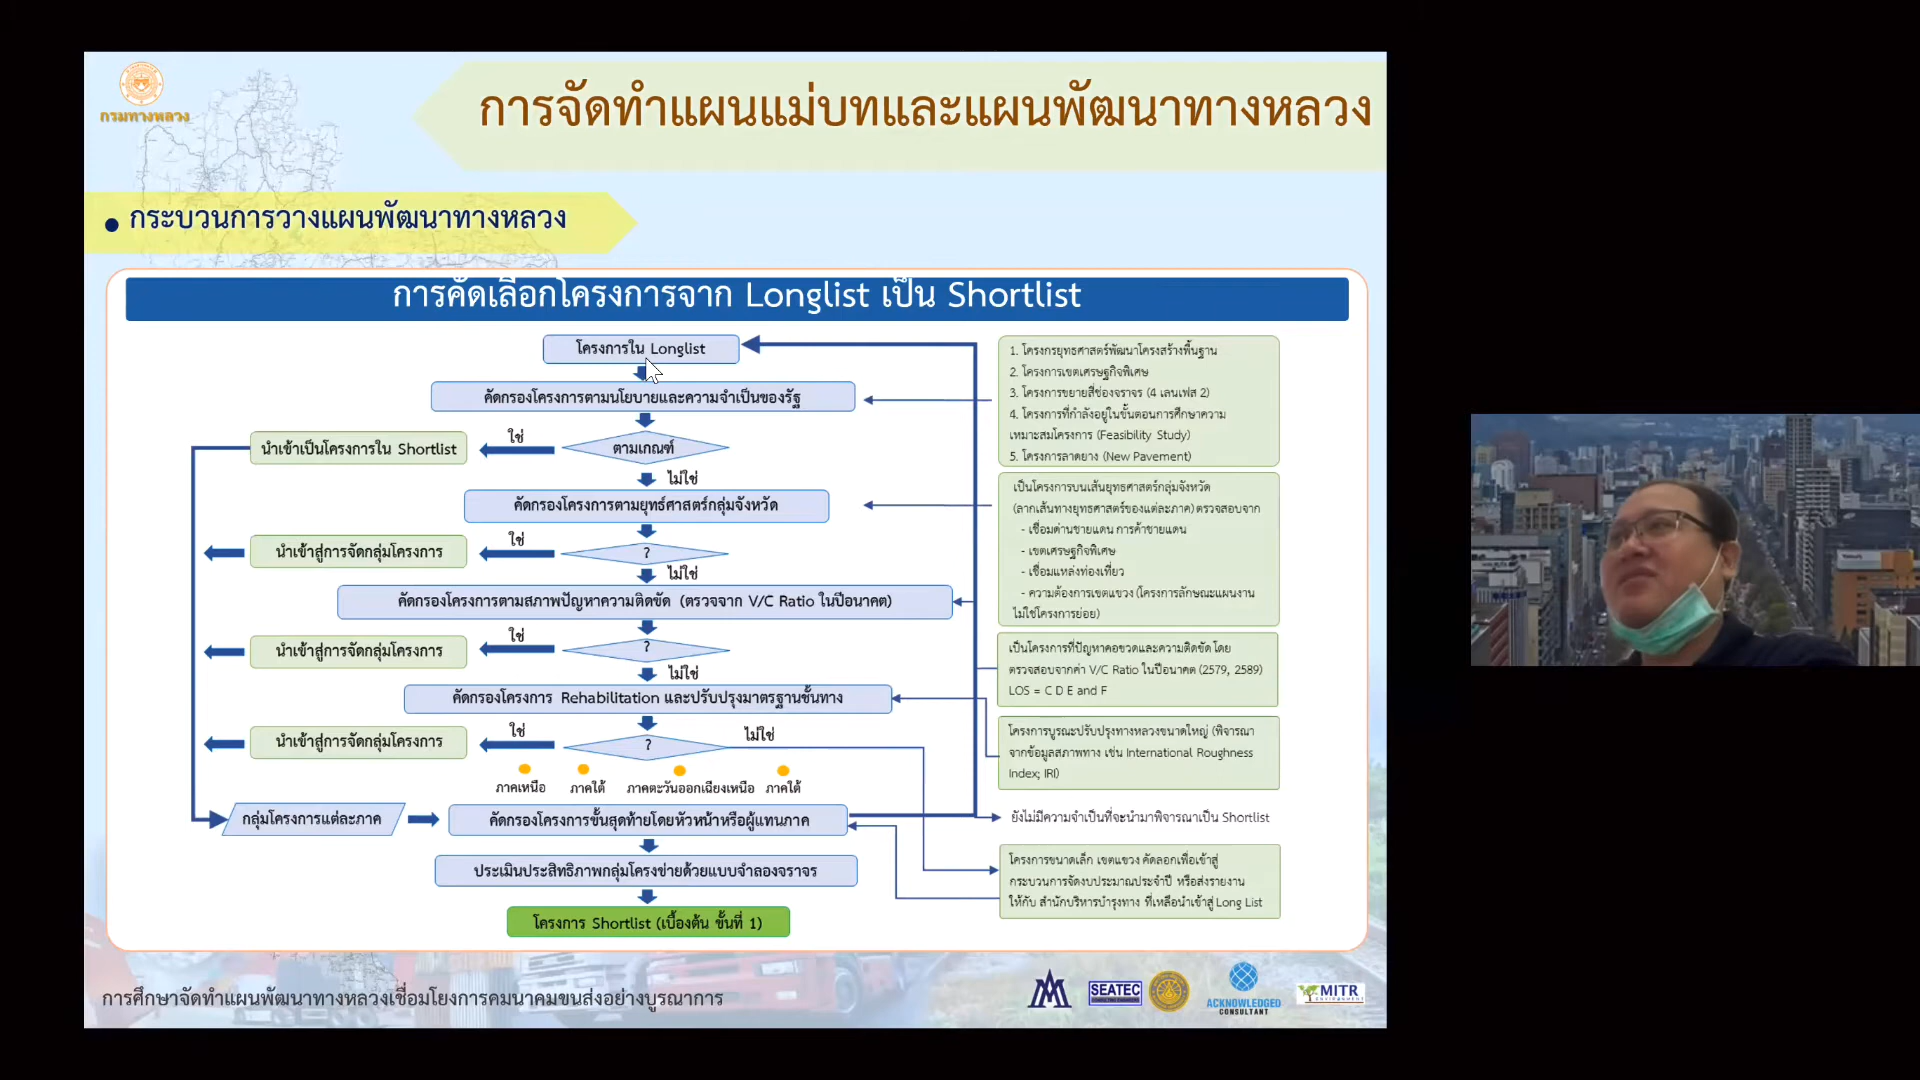 กรมทางหลวง
การจัดทำแผนแม่บทและแผนพัฒนาทางหลวง
• กระบวนการวางแผนพัฒนาทางหลวง
การคัดเลือกโครงการจาก Longlist เป็น Shortlist
โครงการใน Longlist
คัดกรองโครงการตามนโยบายและความจำเป็นของรัฐ
1. โครงกรยุทธศาสตร์พัฒนาโครงสร้างพื้นฐาน
2. โครงการเขตเศรษฐกิจพิเศษ
3. โครงการขยายสี่ช่องจราจร (4 เลนเฟส 2)
4. โครงการที่กำลังอยู่ในขั้นตอนการศึกษาความ
เหมาะสมโครงการ (Feasibility Study)
5. โครงการลาดยาง (New Pavement)
ตามเกณฑ์
ใช่
นำเข้าเป็นโครงการใน Shortlist
ไม่ใช่
คัดกรองโครงการตามยุทธ์ศาสตร์กลุ่มจังหวัด
เป็นโครงการบนเส้นยุทธศาสตร์กลุ่มจังหวัด
(ลากเส้นทางยุทธศาสตร์ของแต่ละภาค) ตรวจสอบจาก
- เชื่อมด่านชายแดน การค้าชายแดน
- เขตเศรษฐกิจพิเศษ
- เชื่อมแหล่งท่องเที่ยว
- ความต้องการเขตแขวง (โครงการลักษณะแผนงาน
ไม่ใช่โครงการย่อย)
?
ใช่
นำเข้าสู่การจัดกลุ่มโครงการ
ไม่ใช่
คัดกรองโครงการตามสภาพปัญหาความติดขัด (ตรวจจาก V/C Ratio ในปีอนาคต)
?
ใช่
นำเข้าสู่การจัดกลุ่มโครงการ
ไม่ใช่
เป็นโครงการที่ปัญหาคอขวดและความติดขัด โดย
ตรวจสอบจากค่า V/C Ratio ในปีอนาคต (2579, 2589)
LOS = C D E and F
คัดกรองโครงการ Rehabilitation และปรับปรุงมาตรฐานชั้นทาง
โครงการบูรณะปรับปรุงทางหลวงขนาดใหญ่ (พิจารณา
จากข้อมูลสภาพทาง เช่น International Roughness
Index; IRI)
?
ใช่
นำเข้าสู่การจัดกลุ่มโครงการ
ไม่ใช่
ภาคเหนือ ภาคใต้ ภาคตะวันออกเฉียงเหนือ ภาคใต้
กลุ่มโครงการแต่ละภาค
คัดกรองโครงการขั้นสุดท้ายโดยหัวหน้าหรือผู้แทนภาค
ยังไม่มีความจำเป็นที่จะนำมาพิจารณาเป็น Shortlist
โครงการขนาดเล็ก เขตแขวง คัดลอกเพื่อเข้าสู่
กระบวนการจัดงบประมาณประจำปี หรือส่งรายงาน
ให้กับ สำนักบริหารบำรุงทาง ที่เหลือนำเข้าสู่ Long List
ประเมินประสิทธิภาพกลุ่มโครงข่ายด้วยแบบจำลองจราจร
โครงการ Shortlist (เบื้องต้น ขั้นที่ 1)
การศึกษาจัดทำแผนพัฒนาทางหลวงเชื่อมโยงการคมนาคมขนส่งอย่างบูรณาการ
SEATEC
ACKNOWLEDGED
CONSULTANT
MITR